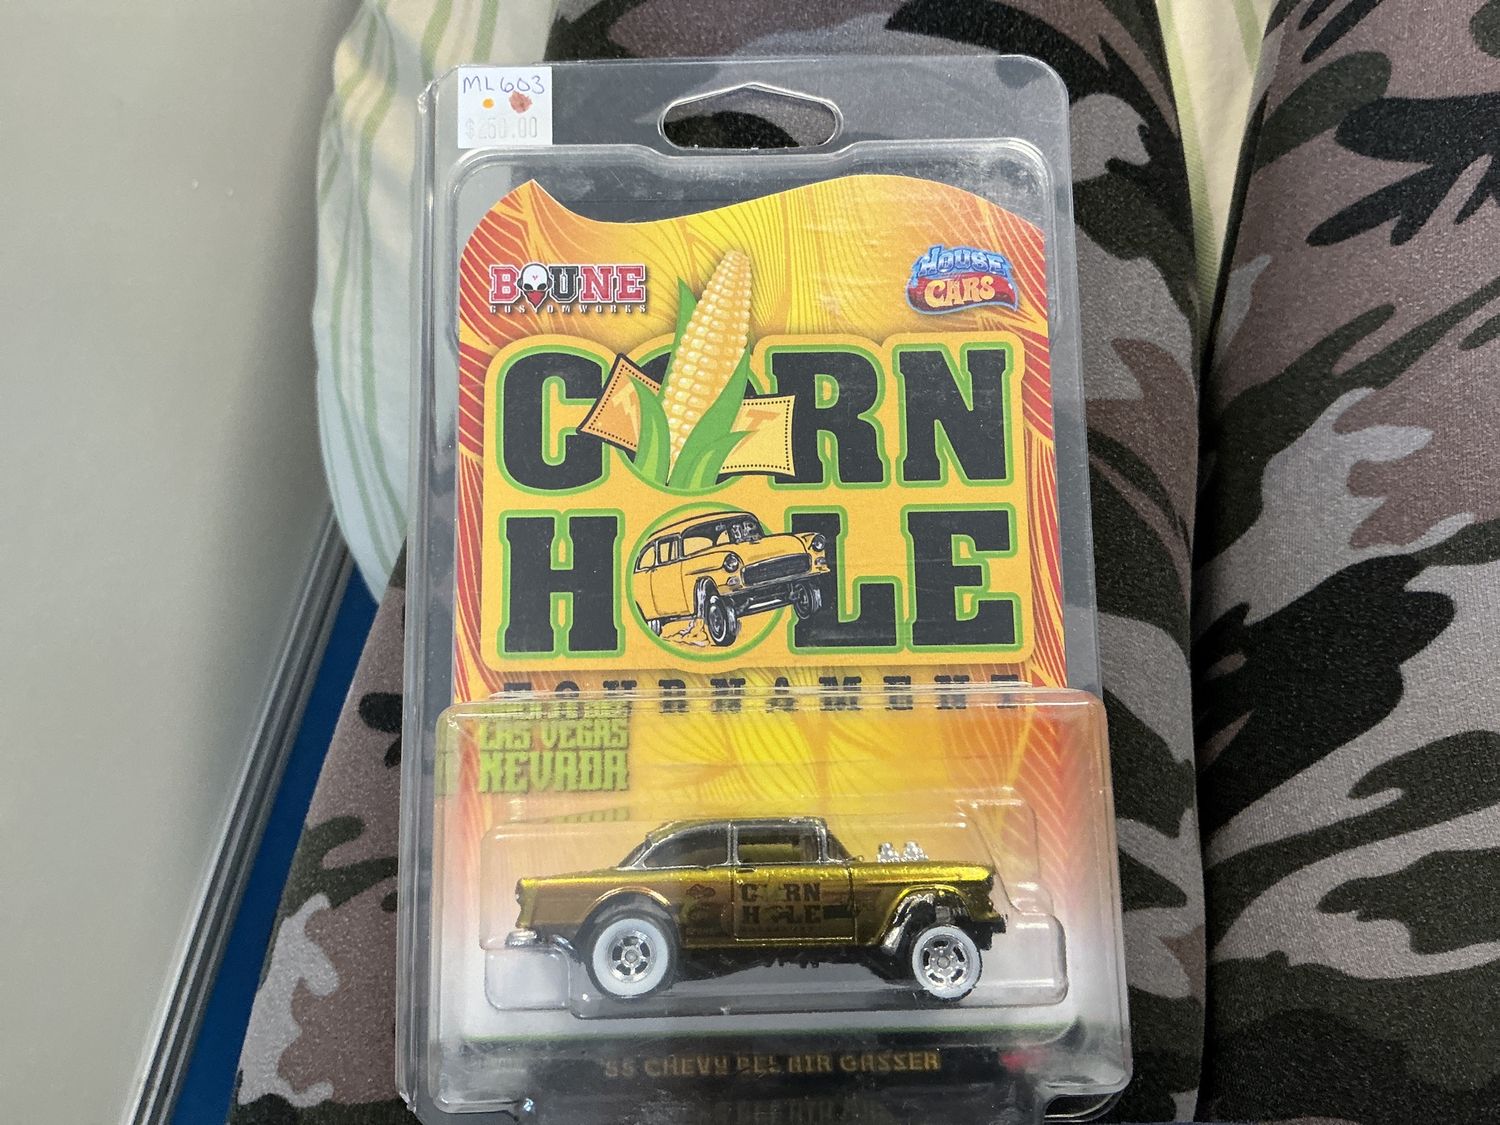 ML603
$250.00
BOUNE
CUSTOMWORKS
HOUSE
CARS
CORN
HOLE
TOURNAMENT
LAS VEGAS
NEVADA
CORN
HOLE
'55 CHEVY BEL AIR GASSER